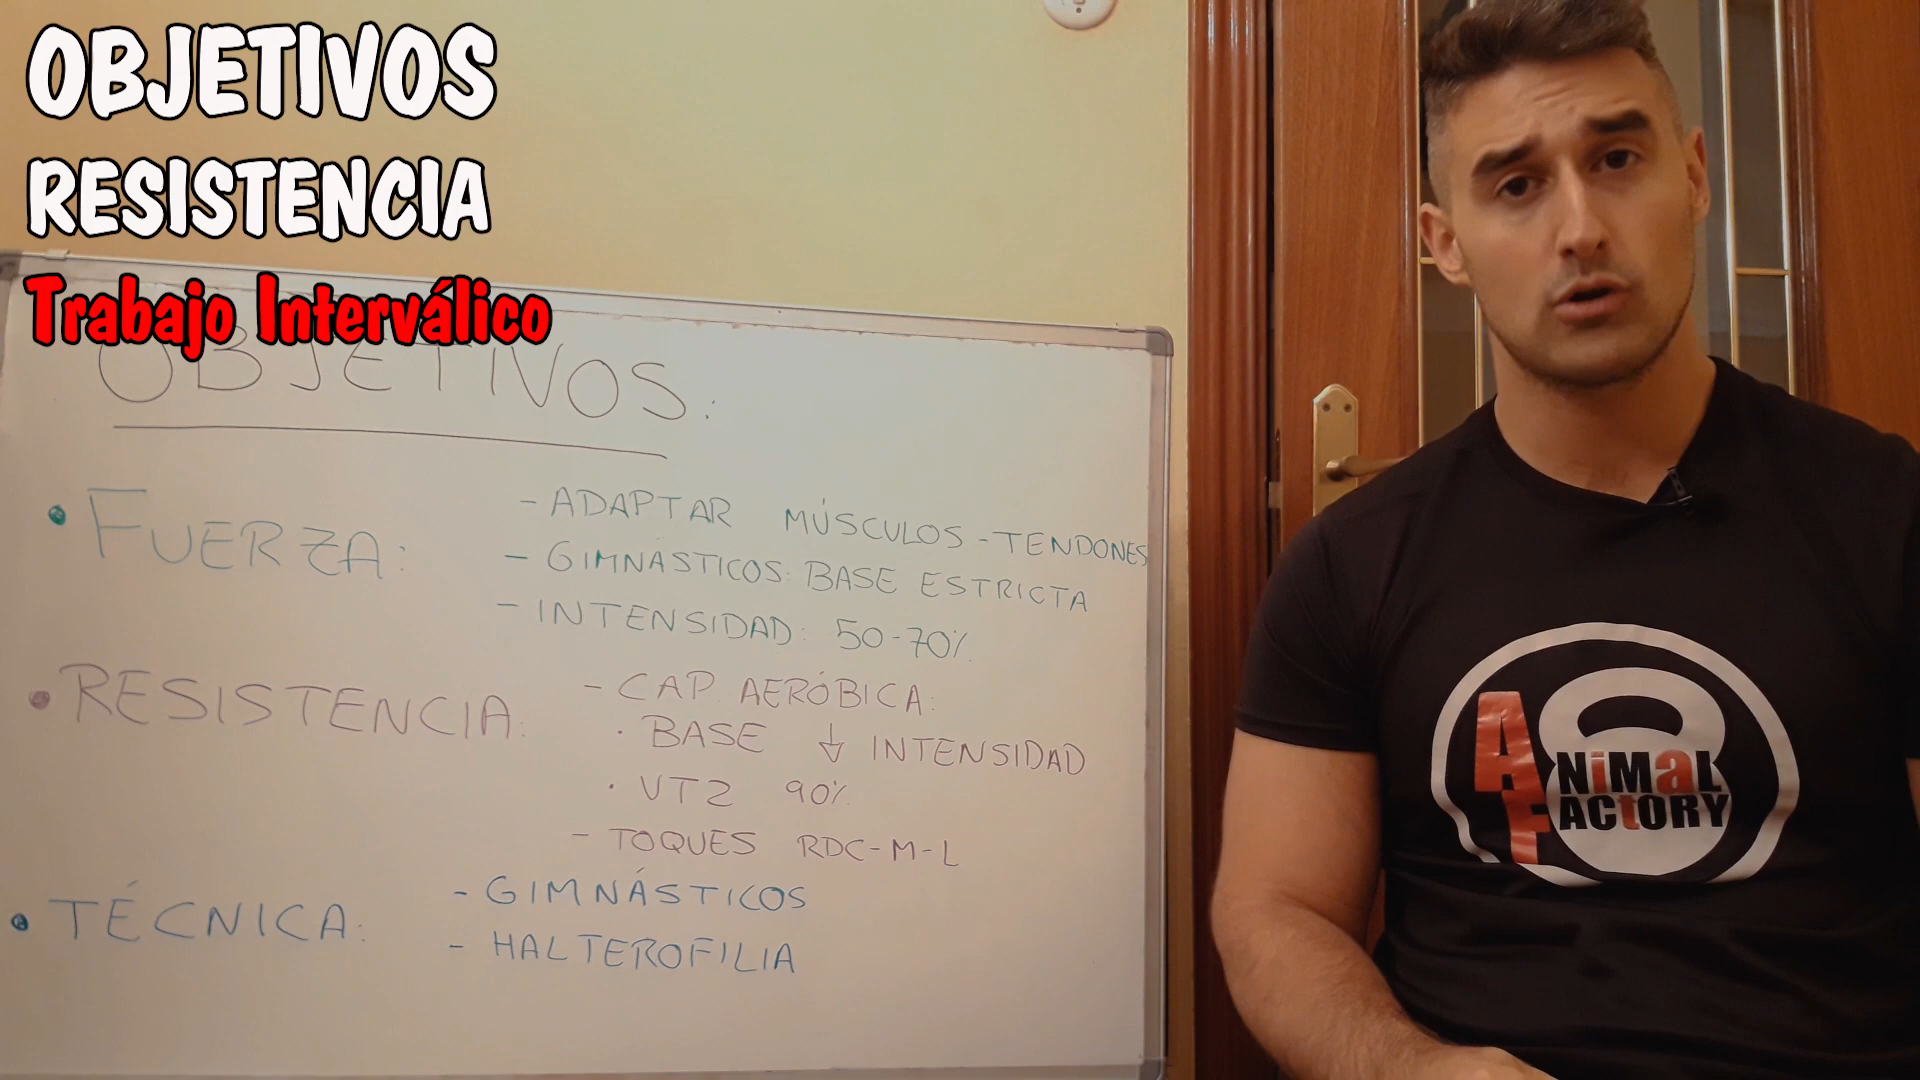 OBJETIVOS
RESISTENCIA
Trabajo Interválico
OBJETIVOS:
• FUERZA:
- ADAPTAR MÚSCULOS - TENDONES
- GIMNÁSTICOS: BASE ESTRICTA
- INTENSIDAD: 50-70%
• RESISTENCIA:
- CAP. AERÓBICA:
• BASE ↓ INTENSIDAD
• VT2 90%
- TOQUES RDC-M-L
• TÉCNICA:
- GIMNÁSTICOS
- HALTEROFILIA
ANiMaL
FACtORY